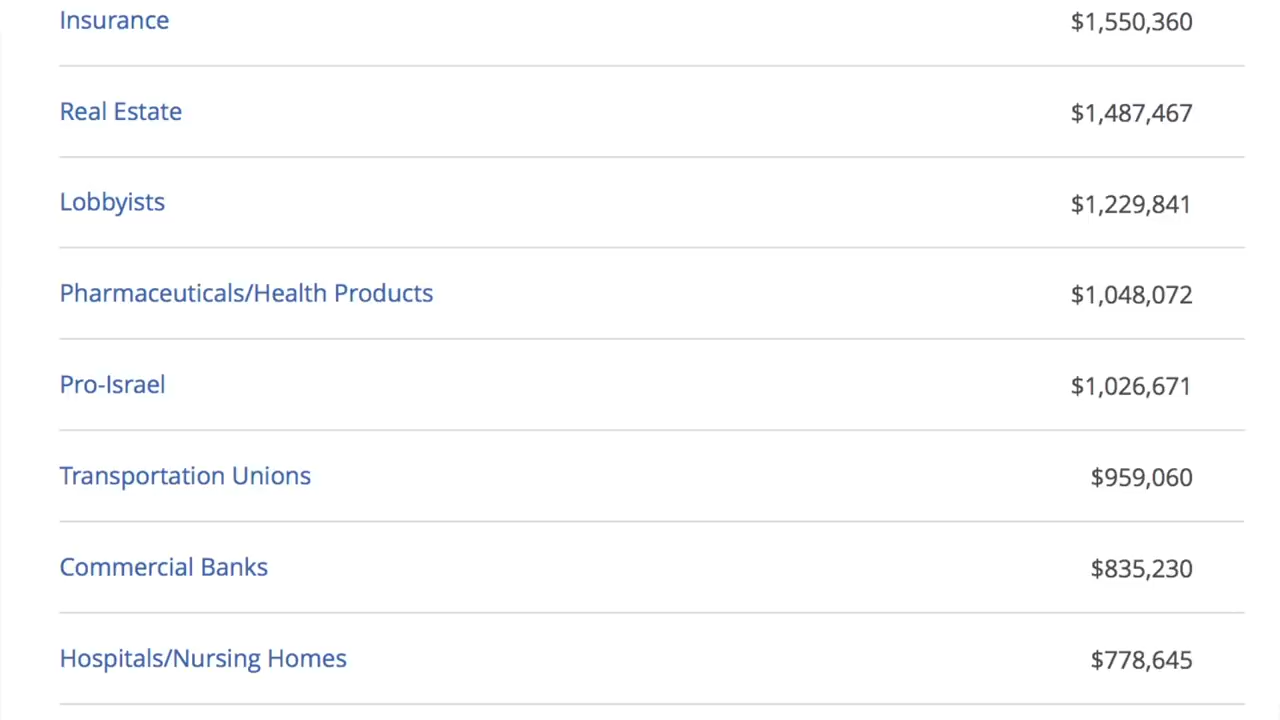 Insurance $1,550,360
Real Estate $1,487,467
Lobbyists $1,229,841
Pharmaceuticals/Health Products $1,048,072
Pro-Israel $1,026,671
Transportation Unions $959,060
Commercial Banks $835,230
Hospitals/Nursing Homes $778,645